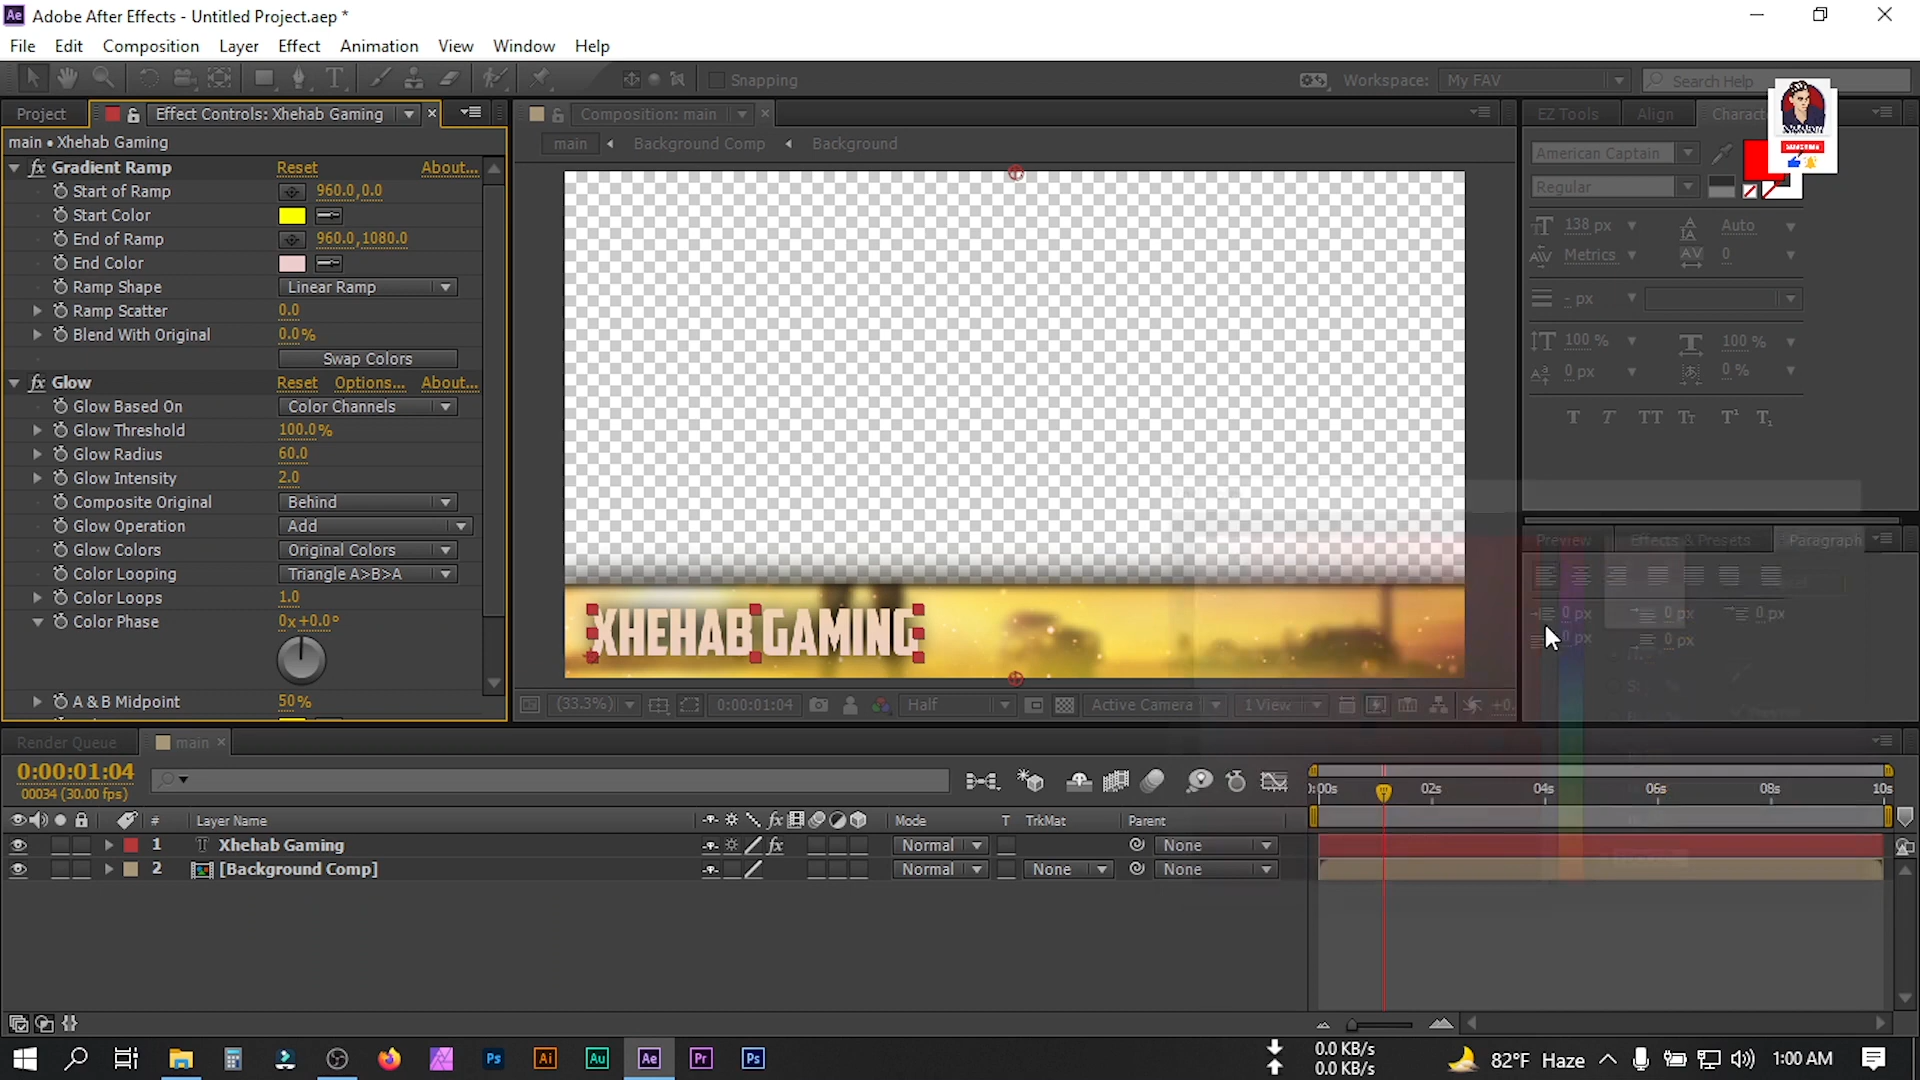 Adobe After Effects - Untitled Project.aep *
File Edit Composition Layer Effect Animation View Window Help
Snapping
Workspace: My FAV
Search Help
Project
Effect Controls: Xhehab Gaming
Composition: main
EZ Tools
Align
Charact
main • Xhehab Gaming
main
Background Comp
Background
American Captain
Regular
Gradient Ramp Reset About...
Start of Ramp 960.0,0.0
Start Color
End of Ramp 960.0,1080.0
End Color
Ramp Shape Linear Ramp
Ramp Scatter 0.0
Blend With Original 0.0%
Swap Colors
Glow Reset Options... About...
Glow Based On Color Channels
Glow Threshold 100.0%
Glow Radius 60.0
Glow Intensity 2.0
Composite Original Behind
Glow Operation Add
Glow Colors Original Colors
Color Looping Triangle A>B>A
Color Loops 1.0
Color Phase 0x+0.0°
A & B Midpoint 50%
XHEHAB GAMING
138 px Auto
Metrics 0
- px
100 % 100 %
0 px 0 %
Preview
Effects & Presets
Paragraph
0 px 0 px 0 px
0 px 0 px
(33.3%) 0:00:01:04 Half Active Camera 1 View +0.
Render Queue
main
0:00:01:04
00034 (30.00 fps)
):00s 02s 04s 06s 08s 10s
# Layer Name Mode T TrkMat Parent
1 Xhehab Gaming Normal None
2 [Background Comp] Normal None None
Ps Ai Au Ae Pr Ps
0.0 KB/s
0.0 KB/s
82°F Haze
1:00 AM